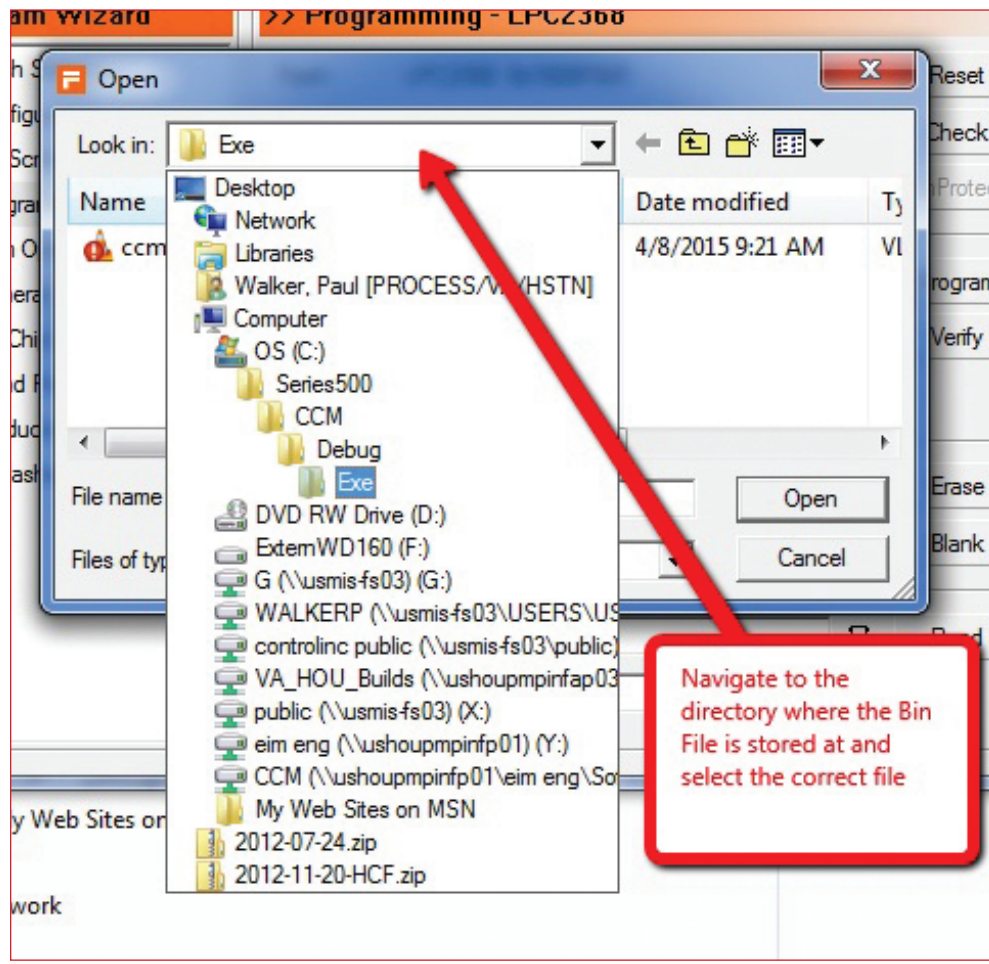 am Wizard
>> Programming - LPC2368
Open
Reset
Look in:
Exe
Check
Name
Date modified
ccm
4/8/2015 9:21 AM
Desktop
Network
Libraries
Walker, Paul [PROCESS/
/HSTN]
Computer
OS (C:)
Series500
CCM
Debug
Exe
DVD RW Drive (D:)
ExternWD160 (F:)
G (\\usmis-fs03) (G:)
WALKERP (\\usmis-fs03\USERS\US
controlinc public (\\usmis-fs03\public)
VA_HOU_Builds (\\ushoupmpinfap03
public (\\usmis-fs03) (X:)
eim eng (\\ushoupmpinfp01) (Y:)
CCM (\\ushoupmpinfp01\eim eng\Sof
My Web Sites on MSN
2012-07-24.zip
2012-11-20-HCF.zip
Verify
File name
Open
Erase
Files of typ
Cancel
Blank
Navigate to the
directory where the Bin
File is stored at and
select the correct file
y Web Sites on
work